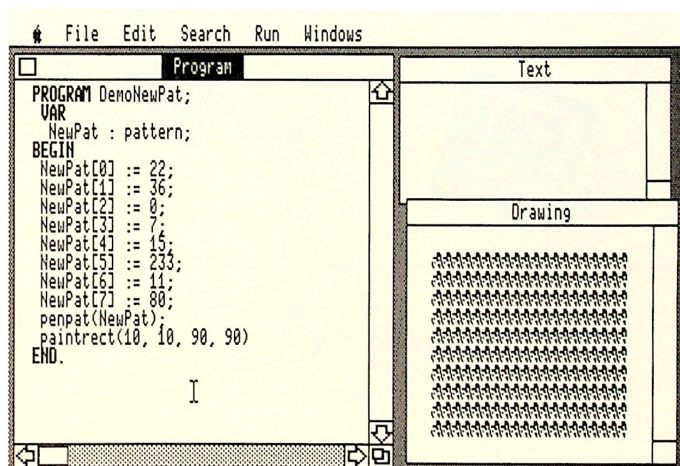 File Edit Search Run Windows
Program
PROGRAM DemoNewPat;
VAR
NewPat : pattern;
BEGIN
NewPat[0] := 22;
NewPat[1] := 36;
NewPat[2] := 0;
NewPat[3] := 7;
NewPat[4] := 15;
NewPat[5] := 233;
NewPat[6] := 11;
NewPat[7] := 80;
penpat(NewPat);
paintrect(10, 10, 90, 90)
END.
Text
Drawing